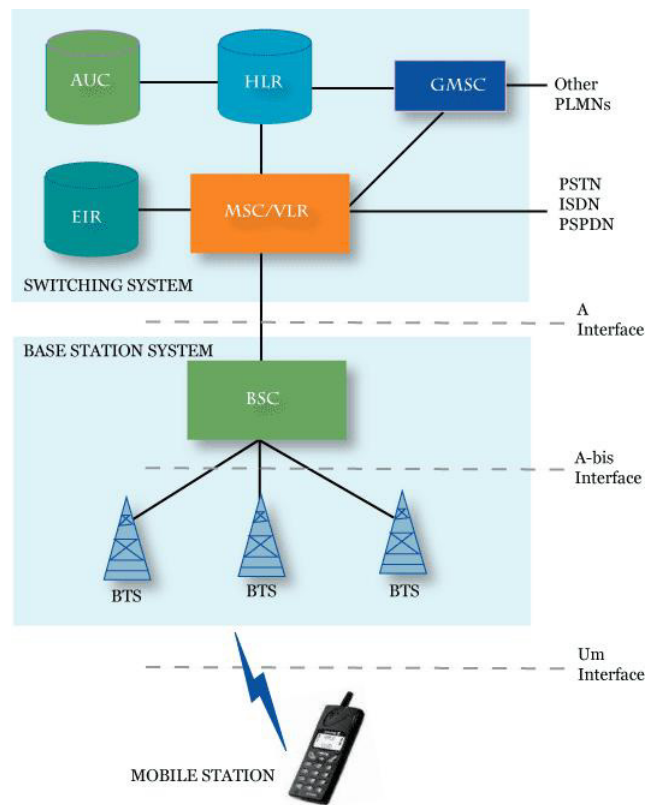 AUC
HLR
GMSC
Other
PLMNs
EIR
MSC/VLR
PSTN
ISDN
PSPDN
SWITCHING SYSTEM
A
Interface
BASE STATION SYSTEM
BSC
A-bis
Interface
BTS
BTS
BTS
Um
Interface
MOBILE STATION